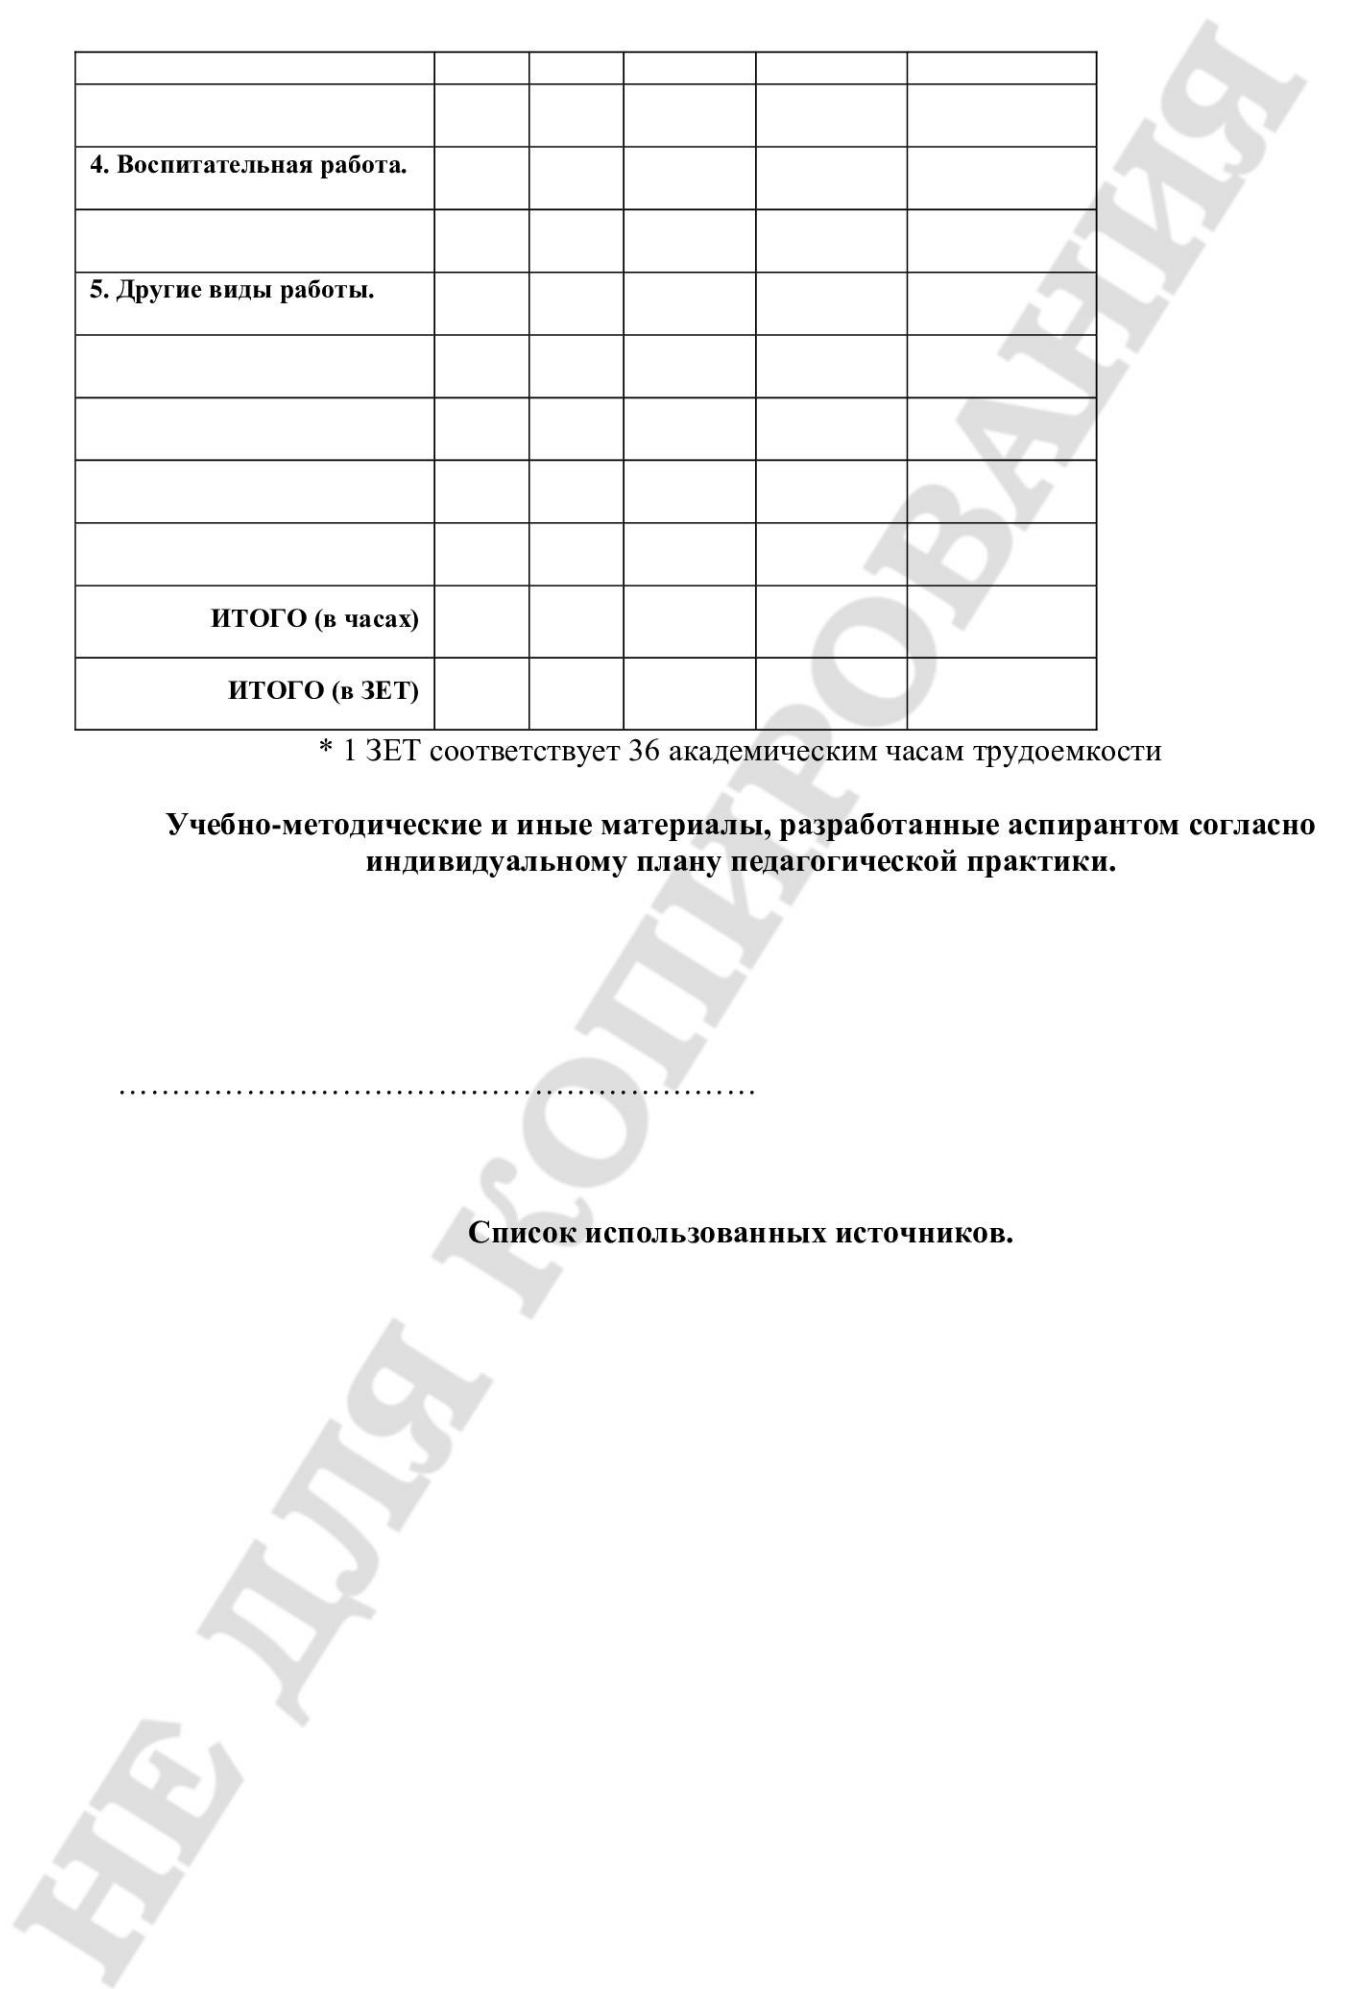 4. Воспитательная работа.
5. Другие виды работы.
ИТОГО (в часах)
ИТОГО (в ЗЕТ)
* 1 ЗЕТ соответствует 36 академическим часам трудоемкости
Учебно-методические и иные материалы, разработанные аспирантом согласно
индивидуальному плану педагогической практики.
…………………………………………………
Список использованных источников.
НЕ ДЛЯ КОПИРОВАНИЯ